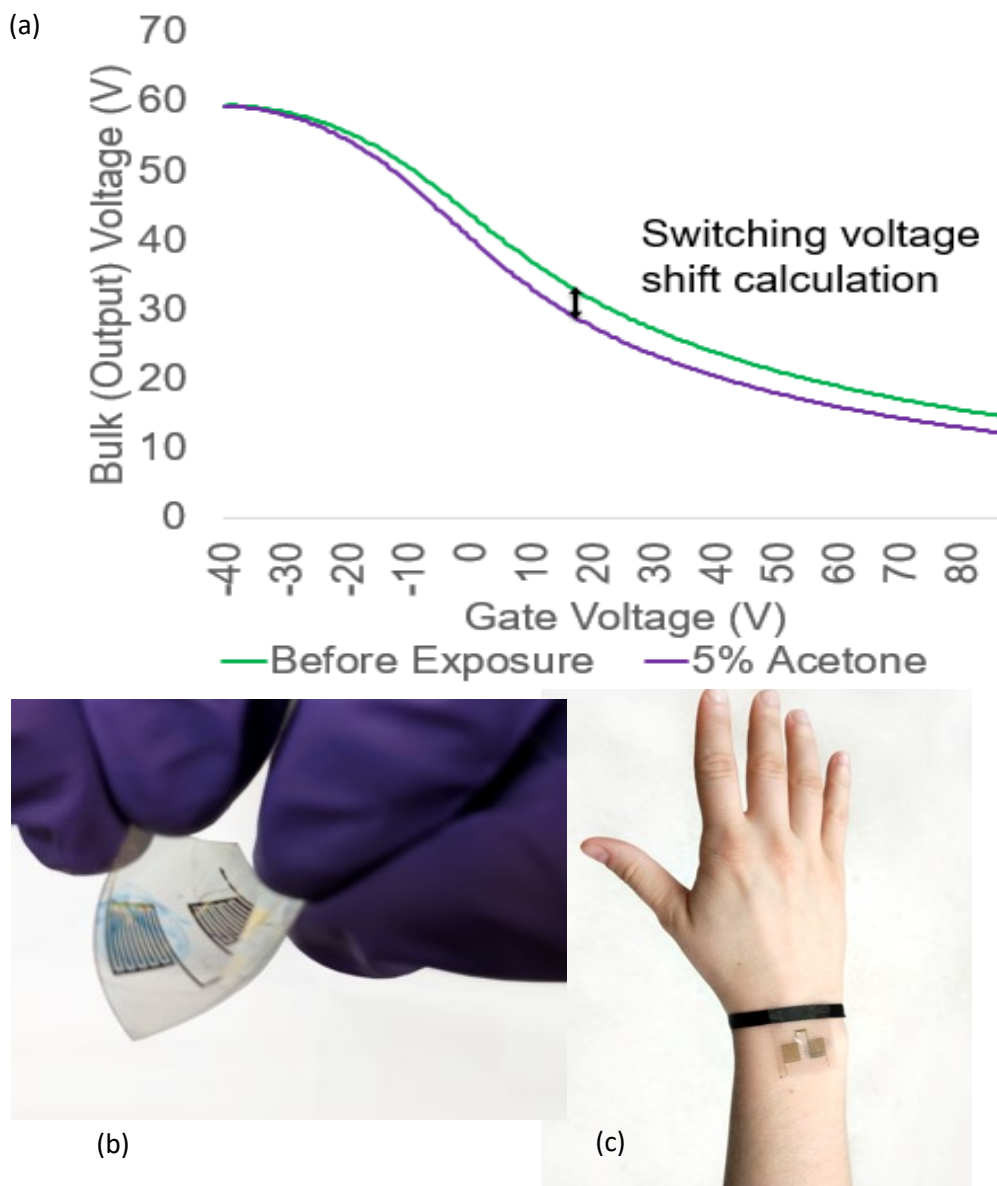 (a)
70
60
50
40
30
20
10
0
Bulk (Output) Voltage (V)
Switching voltage
shift calculation
-40 -30 -20 -10 0 10 20 30 40 50 60 70 80
Gate Voltage (V)
Before Exposure 5% Acetone
(b) (c)